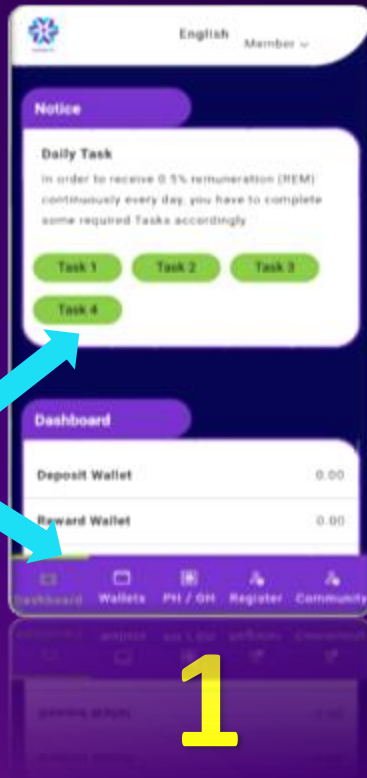 English
Member
Notice
Daily Task
In order to receive 0.5% remuneration (REM)
continuously every day, you have to complete
some required Tasks accordingly
Task 1 Task 2 Task 3
Task 4
Dashboard
Deposit Wallet 0.00
Reward Wallet 0.00
Dashboard Wallets PH / GH Register Community
1